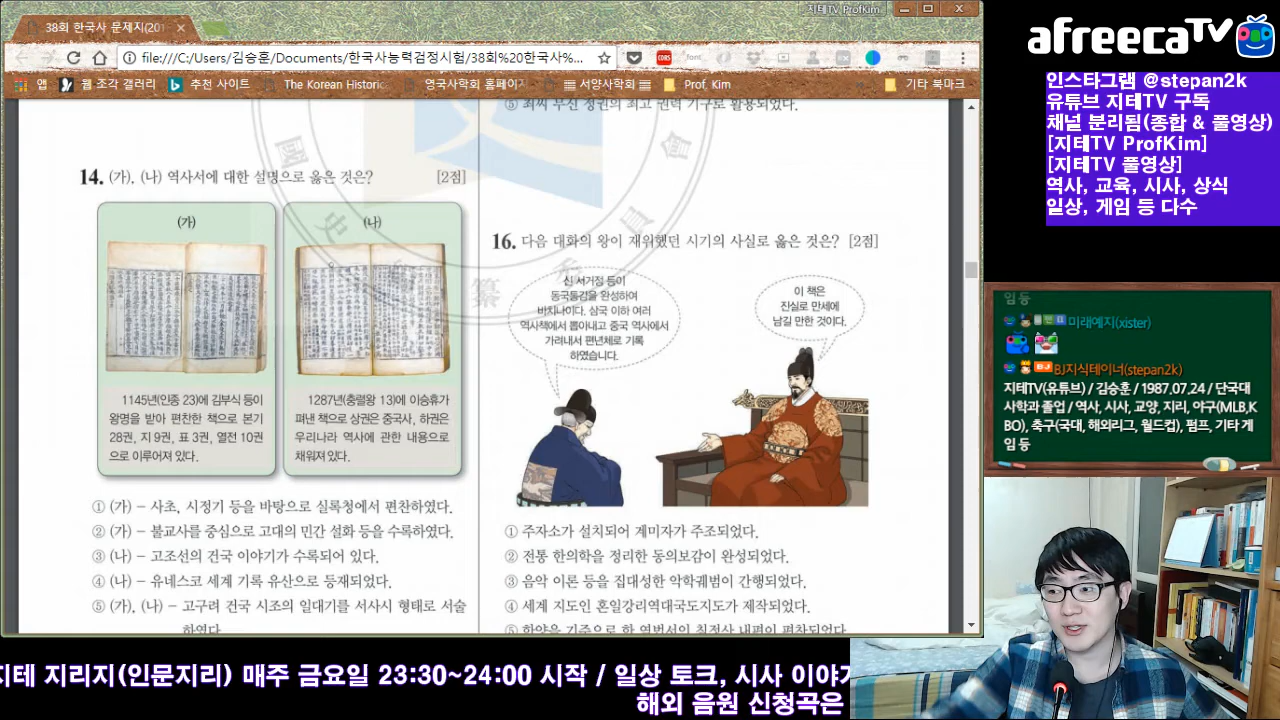 지테TV ProfKim
38회 한국사 문제지(201
file:///C:/Users/김승훈/Documents/한국사능력검정시험/38회%20한국사%...
앱
웹 조각 갤러리
추천 사이트
The Korean Historic
영국사학회 홈페이지
서양사학회
Prof. Kim
기타 북마크
⑤ 최씨 무신 정권의 최고 권력 기구로 활용되었다.
14. (가), (나) 역사서에 대한 설명으로 옳은 것은? [2점]
(가)
1145년(인종 23)에 김부식 등이
왕명을 받아 편찬한 책으로 본기
28권, 지 9권, 표 3권, 열전 10권
으로 이루어져 있다.
(나)
1287년(충렬왕 13)에 이승휴가
펴낸 책으로 상권은 중국사, 하권은
우리나라 역사에 관한 내용으로
채워져 있다.
① (가) - 사초, 시정기 등을 바탕으로 실록청에서 편찬하였다.
② (가) - 불교사를 중심으로 고대의 민간 설화 등을 수록하였다.
③ (나) - 고조선의 건국 이야기가 수록되어 있다.
④ (나) - 유네스코 세계 기록 유산으로 등재되었다.
⑤ (가), (나) - 고구려 건국 시조의 일대기를 서사시 형태로 서술
하였다.
16. 다음 대화의 왕이 재위했던 시기의 사실로 옳은 것은? [2점]
신 서거정 등이
동국통감을 완성하여
바치나이다. 삼국 이하 여러
역사책에서 뽑아내고 중국 역사에서
가려내서 편년체로 기록
하였습니다.
이 책은
진실로 만세에
남길 만한 것이다.
① 주자소가 설치되어 계미자가 주조되었다.
② 전통 한의학을 정리한 동의보감이 완성되었다.
③ 음악 이론 등을 집대성한 악학궤범이 간행되었다.
④ 세계 지도인 혼일강리역대국도지도가 제작되었다.
⑤ 한양을 기준으로 한 역법서인 칠정산 내편이 편찬되었다.
afreecaTV
인스타그램 @stepan2k
유튜브 지테TV 구독
채널 분리됨(종합 & 풀영상)
[지테TV ProfKim]
[지테TV 풀영상]
역사, 교육, 시사, 상식
일상, 게임 등 다수
임 등
미래예지(xister)
BJ지식테이너(stepan2k)
지테TV(유튜브) / 김승훈 / 1987.07.24 / 단국대
사학과 졸업 / 역사, 시사, 교양, 지리, 야구(MLB,K
BO), 축구(국대, 해외리그, 월드컵), 펌프, 기타 게
임 등
지테 지리지(인문지리) 매주 금요일 23:30~24:00 시작 / 일상 토크, 시사 이야기
해외 음원 신청곡은